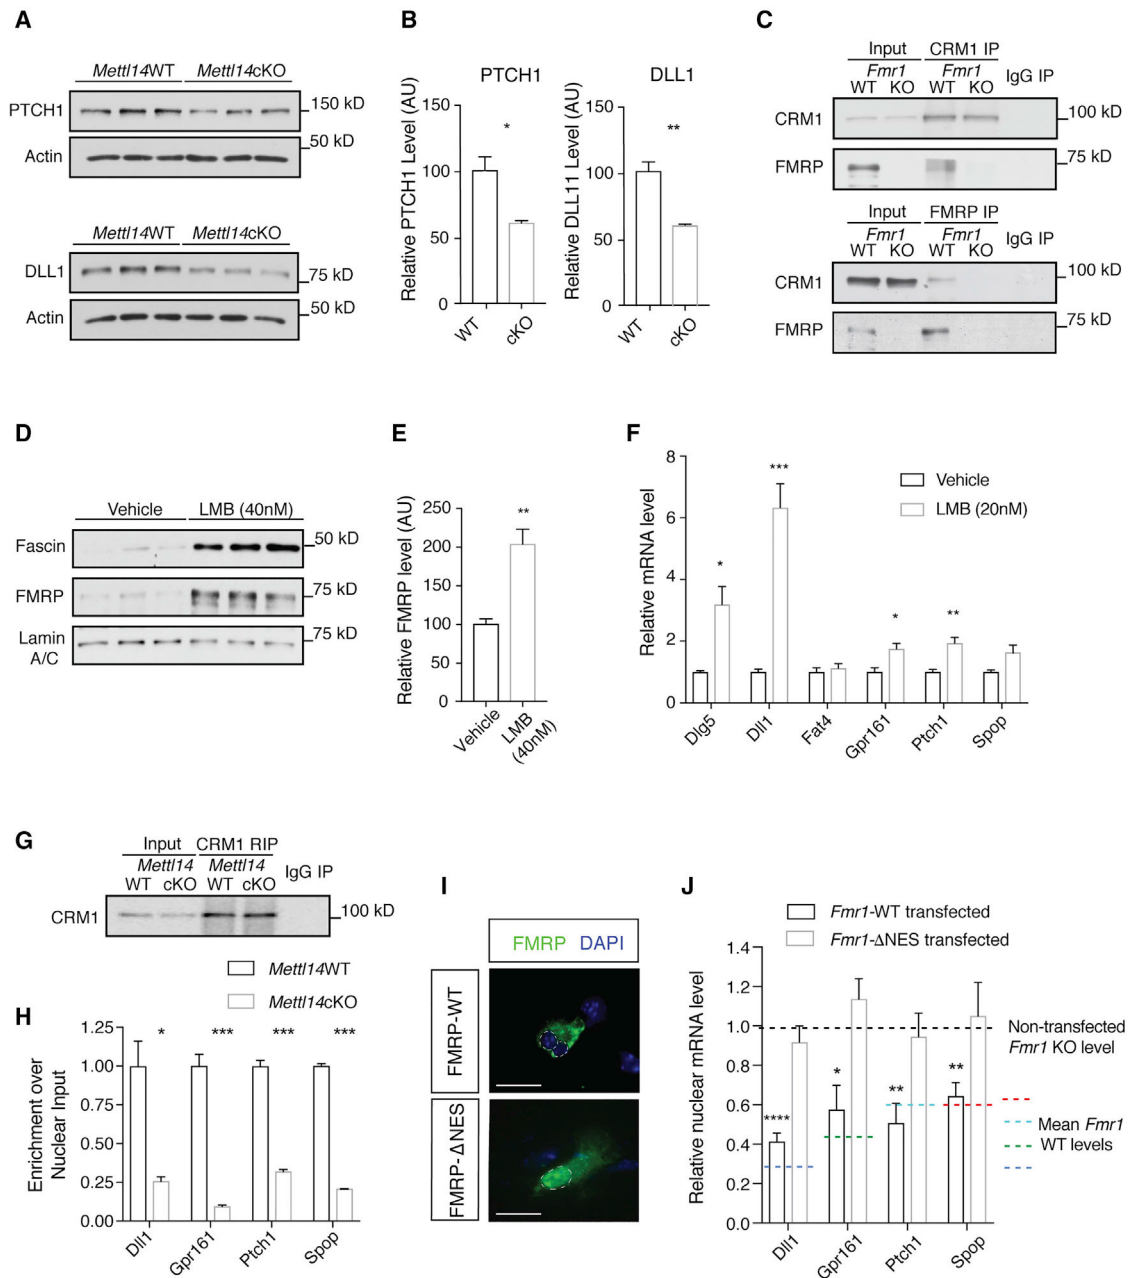 A
Mettl14WT Mettl14cKO
PTCH1
150 kD
50 kD
Actin
Mettl14WT Mettl14cKO
DLL1
75 kD
50 kD
Actin
B
PTCH1
Relative PTCH1 Level (AU)
150
100
50
0
*
WT
cKO
DLL1
Relative DLL11 Level (AU)
150
100
50
0
**
WT
cKO
C
Input CRM1 IP
Fmr1 Fmr1 IgG IP
WT KO WT KO
CRM1
100 kD
FMRP
75 kD
Input FMRP IP
Fmr1 Fmr1 IgG IP
WT KO WT KO
CRM1
100 kD
FMRP
75 kD
D
Vehicle LMB (40nM)
Fascin
50 kD
FMRP
75 kD
Lamin
A/C
75 kD
E
Relative FMRP level (AU)
250
200
150
100
50
0
**
Vehicle
LMB
(40nM)
F
Relative mRNA level
8
6
4
2
0
* *** * **
Vehicle
LMB (20nM)
Dlg5
Dll1
Fat4
Gpr161
Ptch1
Spop
G
Input CRM1 RIP
Mettl14 Mettl14 IgG IP
WT cKO WT cKO
CRM1
100 kD
H
Mettl14WT
Mettl14cKO
Enrichment over
Nuclear Input
1.25
1.00
0.75
0.50
0.25
0.00
* *** *** ***
Dll1
Gpr161
Ptch1
Spop
I
FMRP DAPI
FMRP-WT
FMRP-ΔNES
J
Fmr1-WT transfected
Fmr1-ΔNES transfected
Relative nuclear mRNA level
1.4
1.2
1.0
0.8
0.6
0.4
0.2
0.0
**** * ** **
Non-transfected
Fmr1 KO level
Mean Fmr1
WT levels
Dll1
Gpr161
Ptch1
Spop